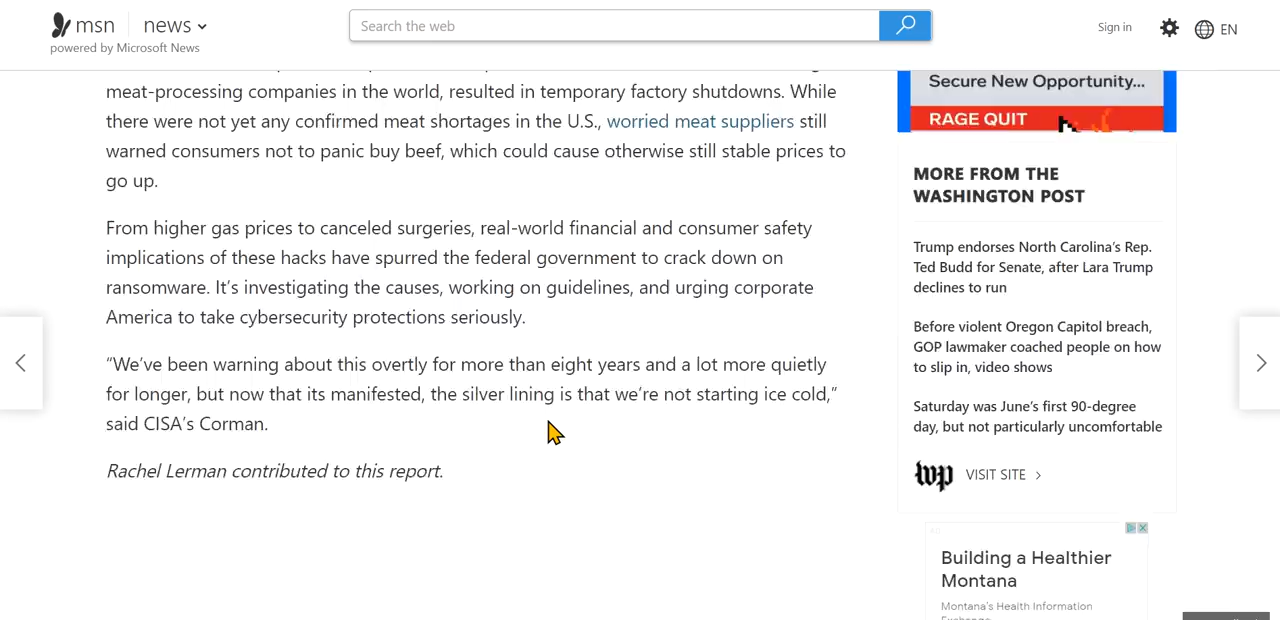 msn
news
powered by Microsoft News
Search the web
Sign in
EN
meat-processing companies in the world, resulted in temporary factory shutdowns. While
there were not yet any confirmed meat shortages in the U.S., worried meat suppliers still
warned consumers not to panic buy beef, which could cause otherwise still stable prices to
go up.
From higher gas prices to canceled surgeries, real-world financial and consumer safety
implications of these hacks have spurred the federal government to crack down on
ransomware. It’s investigating the causes, working on guidelines, and urging corporate
America to take cybersecurity protections seriously.
“We’ve been warning about this overtly for more than eight years and a lot more quietly
for longer, but now that its manifested, the silver lining is that we’re not starting ice cold,”
said CISA’s Corman.
Rachel Lerman contributed to this report.
Secure New Opportunity...
RAGE QUIT
MORE FROM THE
WASHINGTON POST
Trump endorses North Carolina’s Rep.
Ted Budd for Senate, after Lara Trump
declines to run
Before violent Oregon Capitol breach,
GOP lawmaker coached people on how
to slip in, video shows
Saturday was June’s first 90-degree
day, but not particularly uncomfortable
wp
VISIT SITE
Building a Healthier
Montana
Montana's Health Information